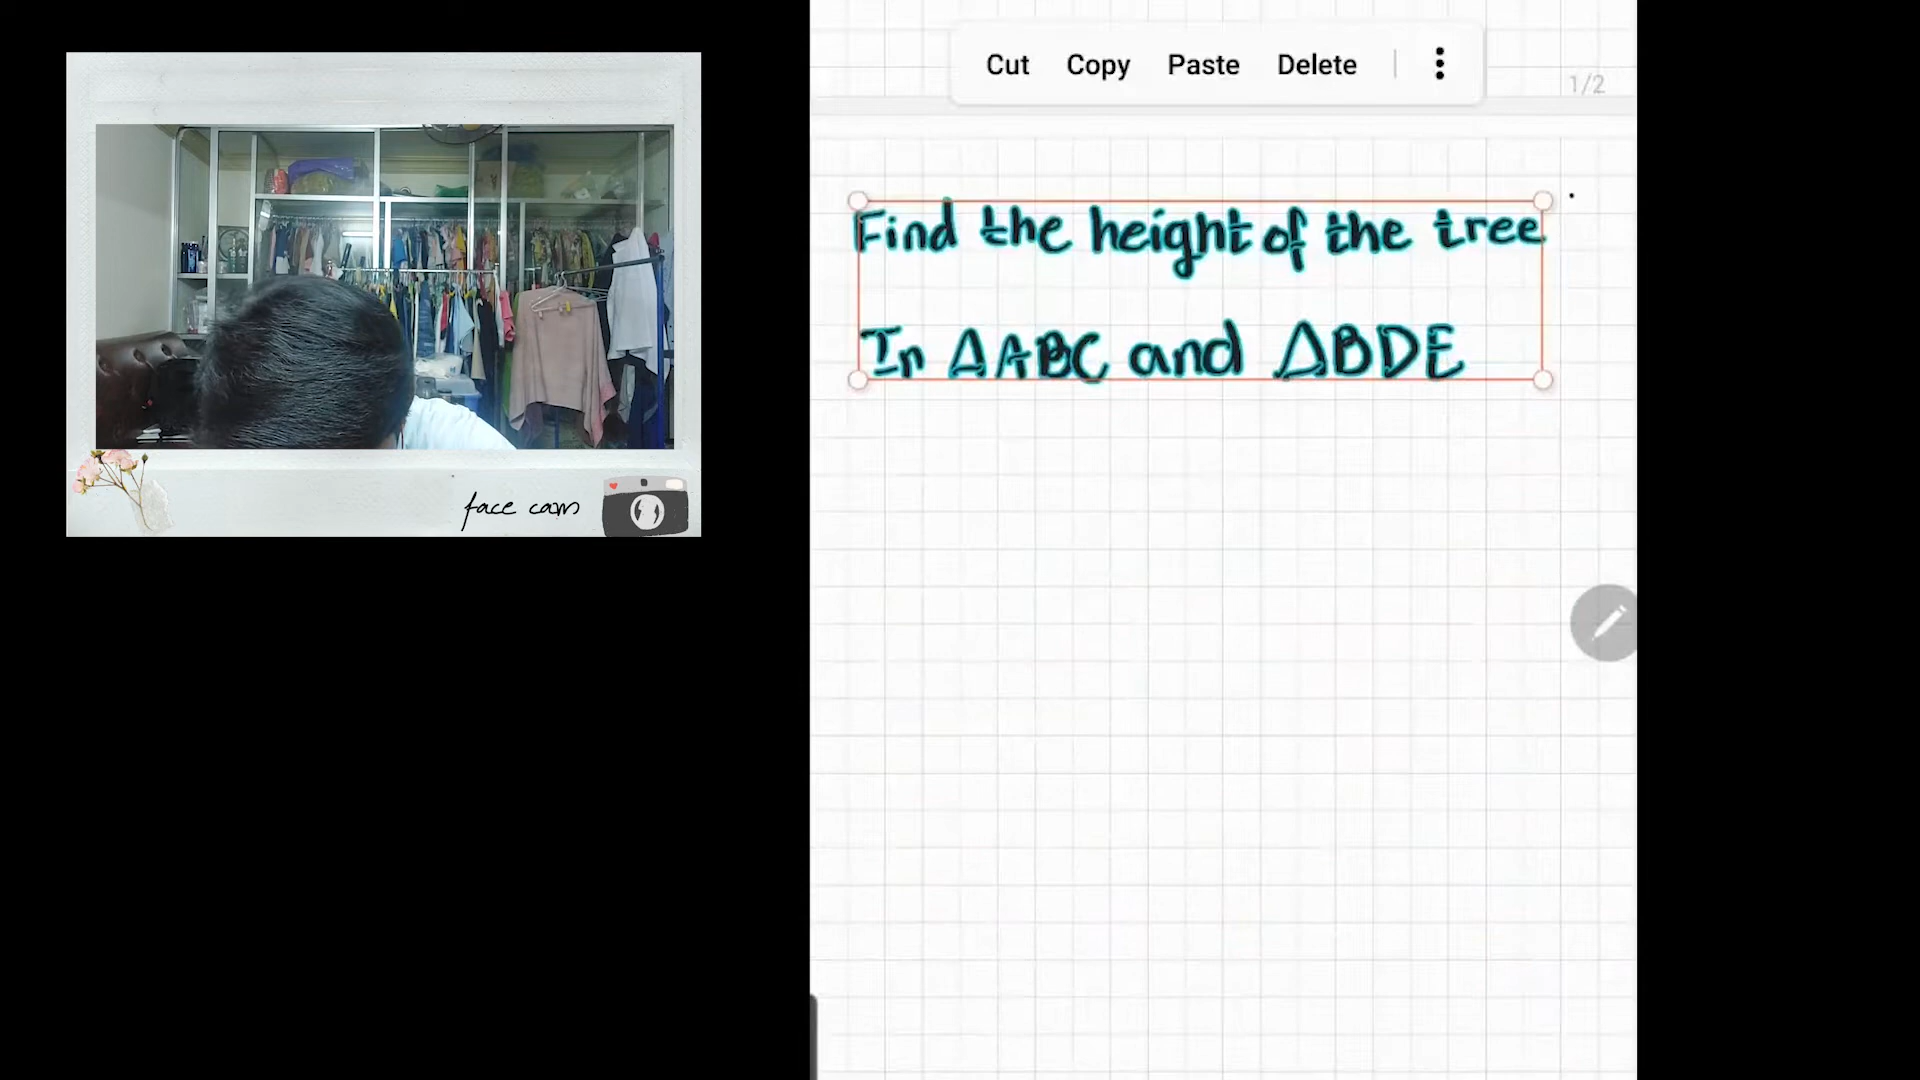 Cut Copy Paste Delete
1/2
Find the height of the tree
In ΔABC and ΔBDE
face cam